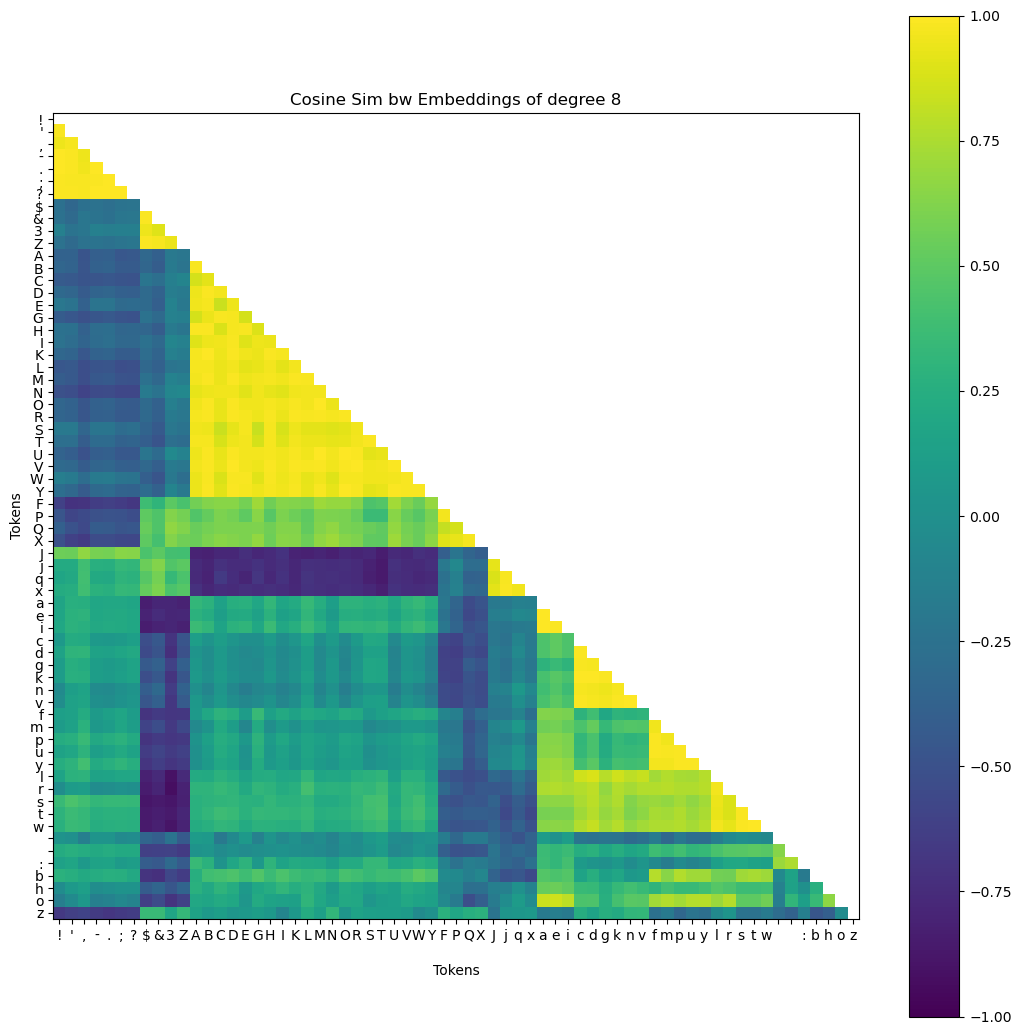 Cosine Sim bw Embeddings of degree 8
!
'
,
-
.
;
?
$
&
3
Z
A
B
C
D
E
G
H
I
K
L
M
N
O
R
S
T
U
V
W
Y
F
P
Q
X
J
j
q
x
a
e
i
c
d
g
k
n
v
f
m
p
u
y
l
r
s
t
w
:
b
h
o
z
Tokens
! ' , - . ; ? $ & 3 Z A B C D E G H I K L M N O R S T U V W Y F P Q X J j q x a e i c d g k n v f m p u y l r s t w : b h o z
Tokens
1.00
0.75
0.50
0.25
0.00
−0.25
−0.50
−0.75
−1.00